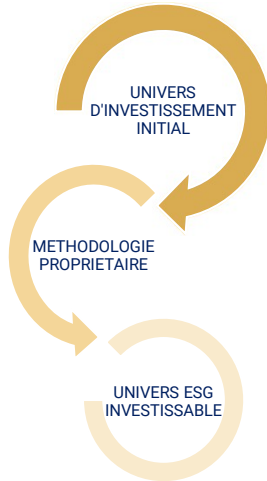 UNIVERS
D'INVESTISSEMENT
INITIAL
METHODOLOGIE
PROPRIETAIRE
UNIVERS ESG
INVESTISSABLE